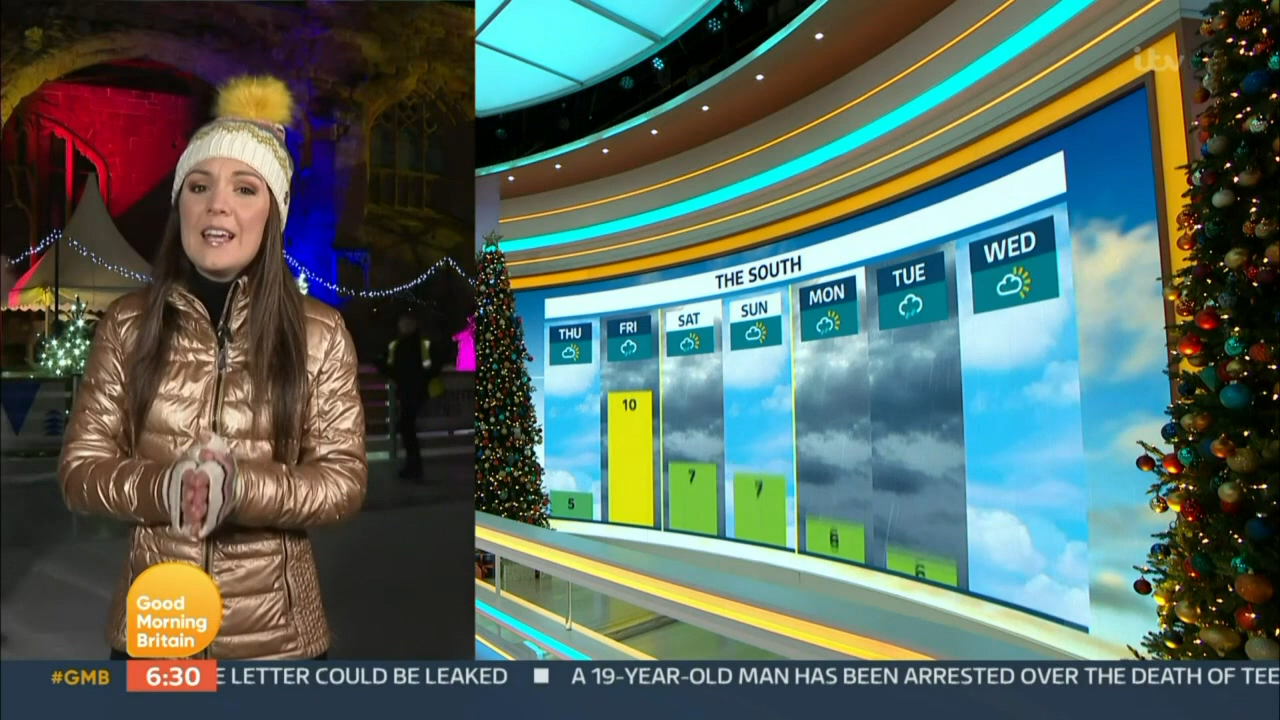 itv
THE SOUTH
THU
FRI
SAT
SUN
MON
TUE
WED
5
10
7
7
6
6
Good
Morning
Britain
#GMB
6:30
E LETTER COULD BE LEAKED ■ A 19-YEAR-OLD MAN HAS BEEN ARRESTED OVER THE DEATH OF TEE